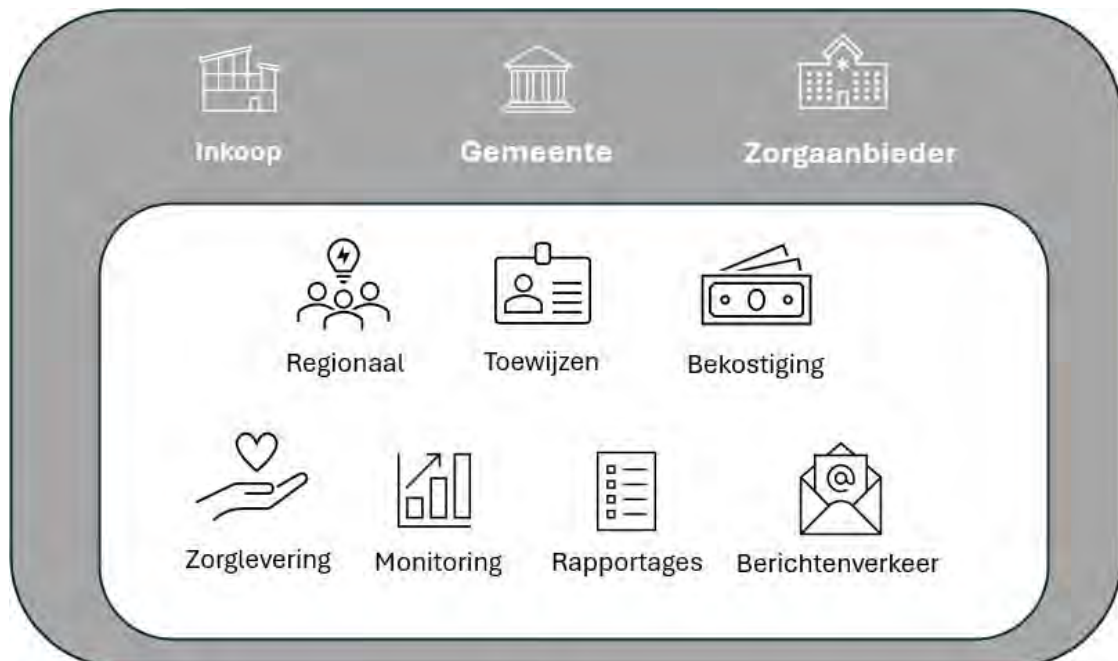 Inkoop Gemeente Zorgaanbieder
Regionaal Toewijzen Bekostiging
Zorglevering Monitoring Rapportages Berichtenverkeer